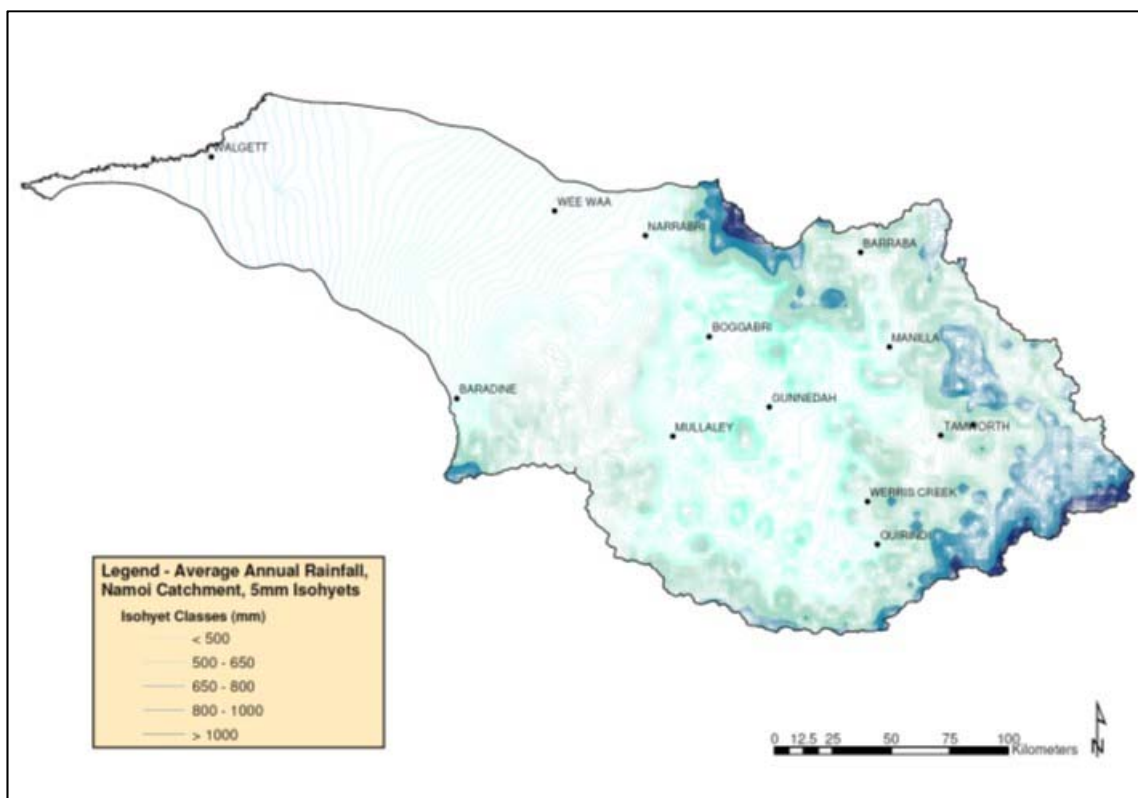 WALGETT
WEE WAA
NARRABRI
BARRABA
BOGGABRI
MANILLA
BARADINE
GUNNEDAH
MULLALEY
TAMWORTH
WERRIS CREEK
QUIRINDI
Legend - Average Annual Rainfall,
Namoi Catchment, 5mm Isohyets
Isohyet Classes (mm)
< 500
500 - 650
650 - 800
800 - 1000
> 1000
0 12.5 25 50 75 100
Kilometers
N